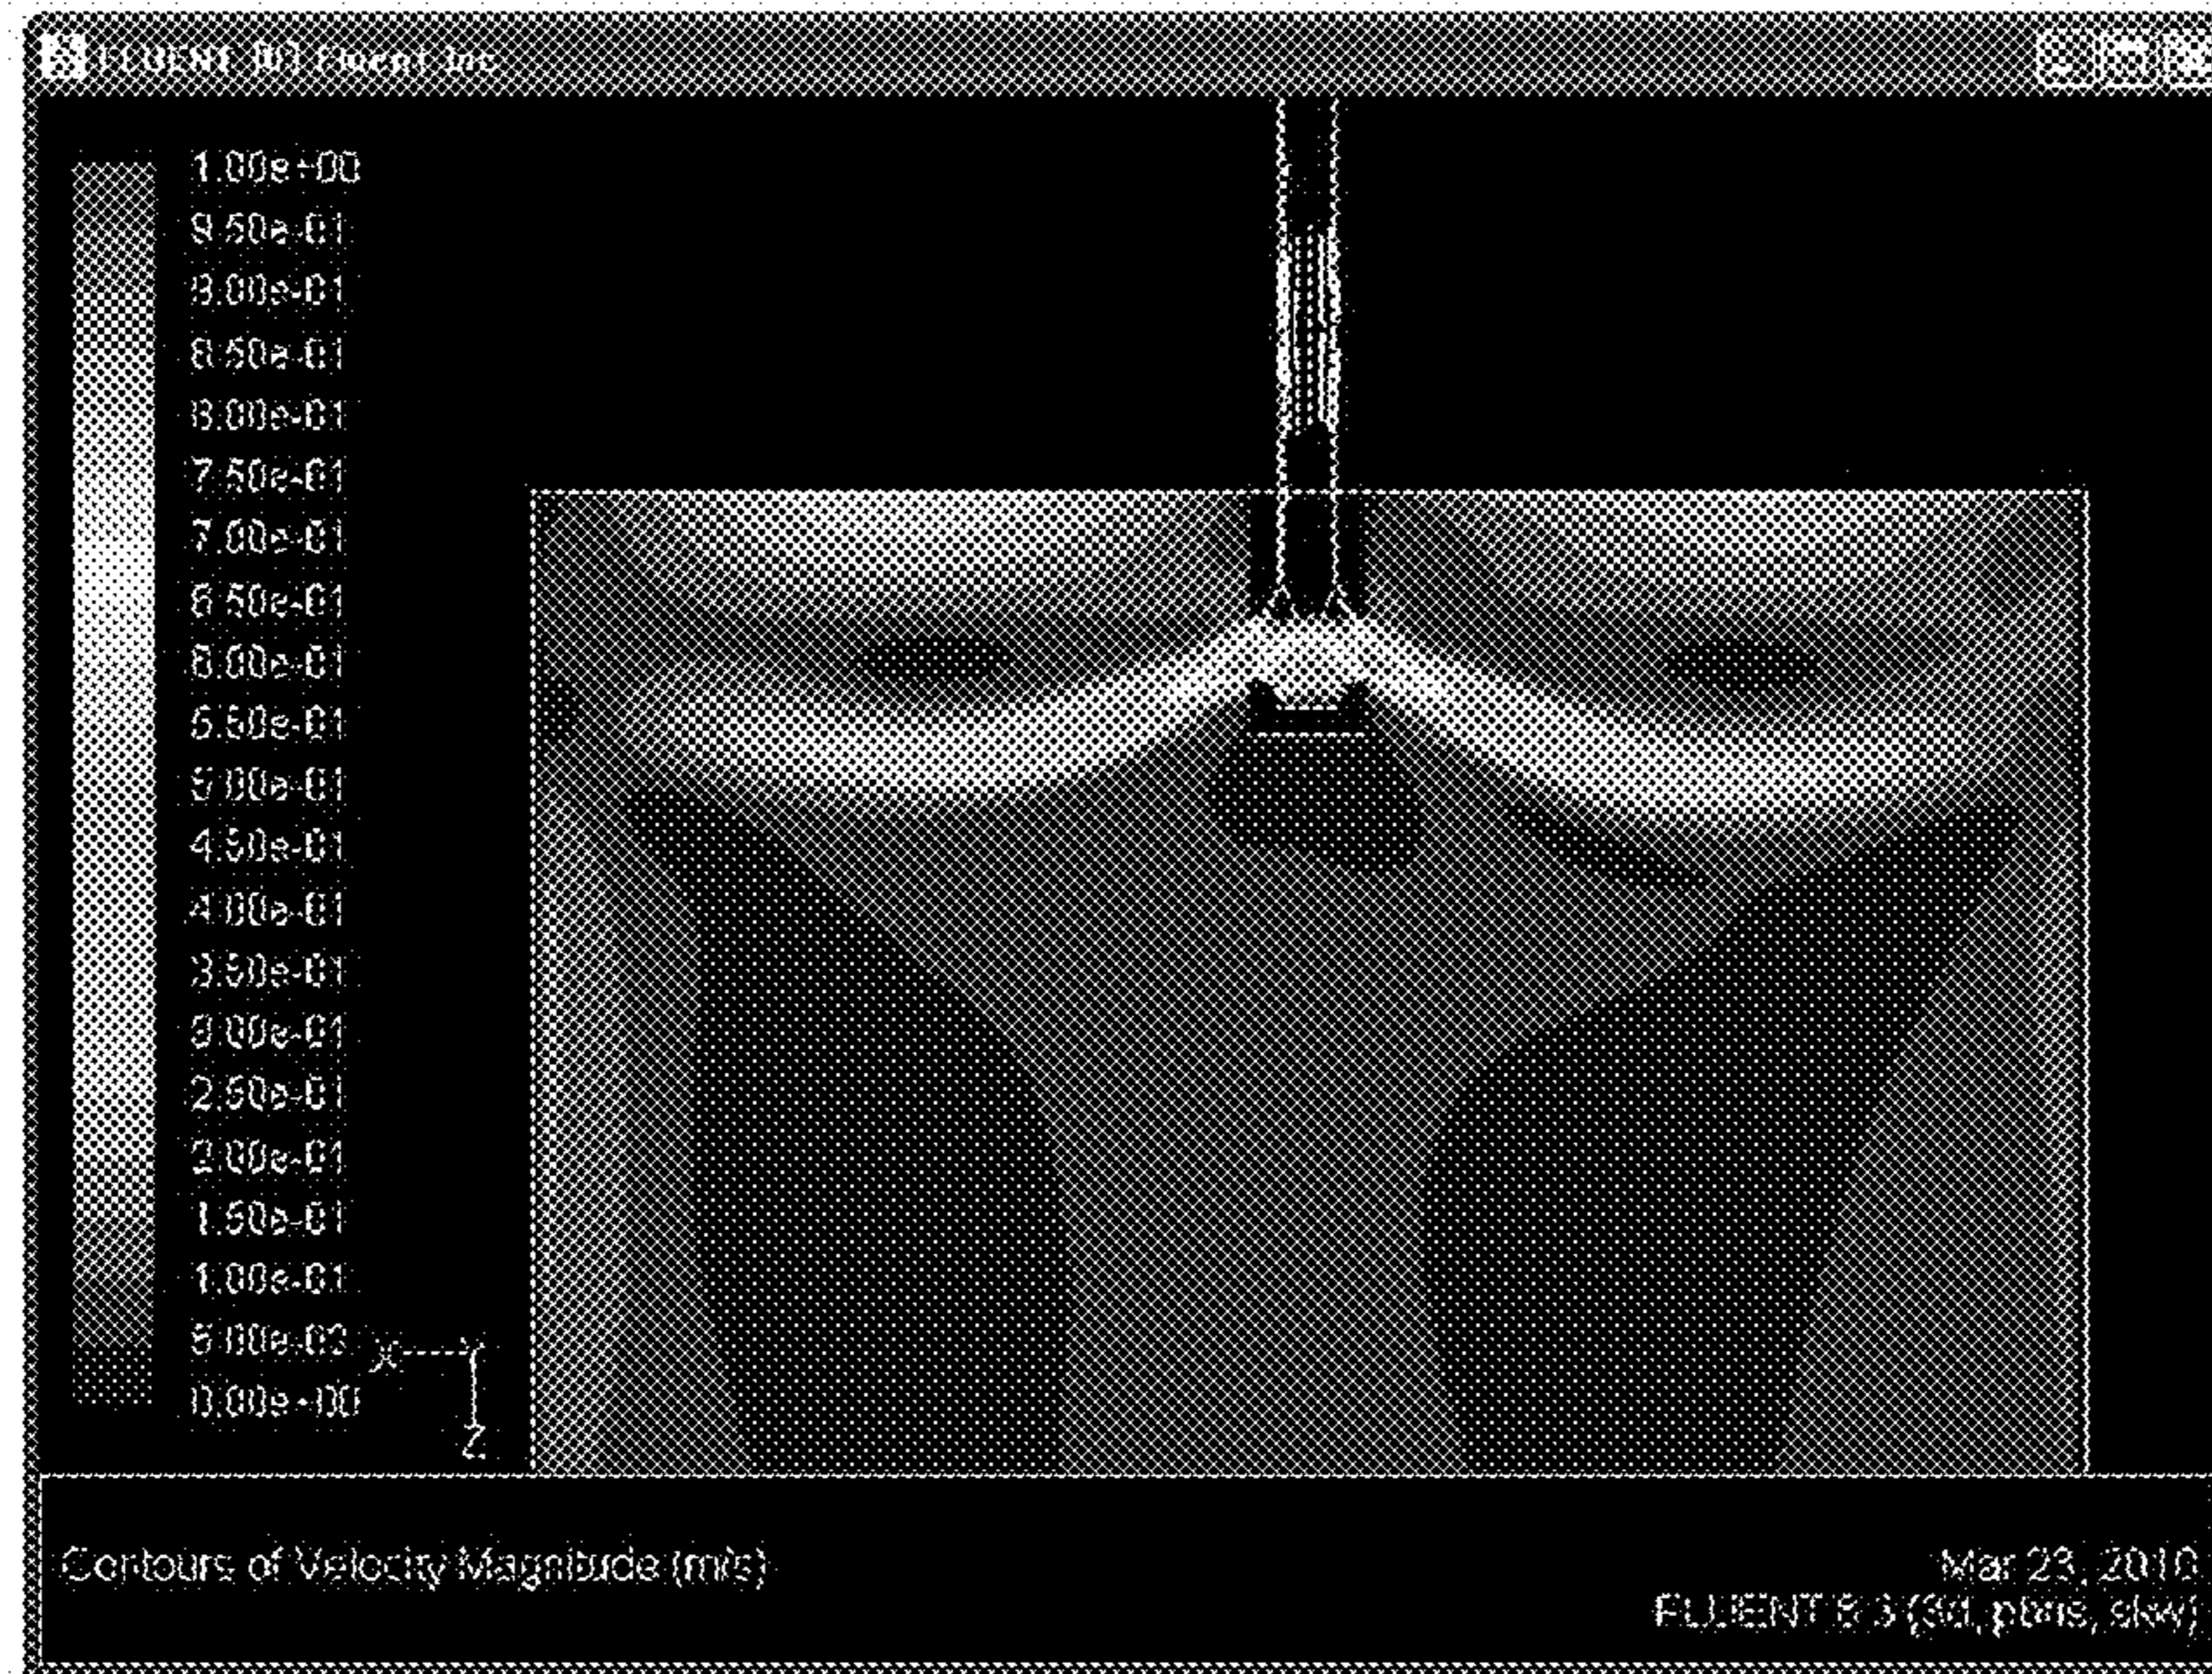 FLUENT [0] Fluent Inc
1.00e+00
9.50e-01
9.00e-01
8.50e-01
8.00e-01
7.50e-01
7.00e-01
6.50e-01
6.00e-01
5.50e-01
5.00e-01
4.50e-01
4.00e-01
3.50e-01
3.00e-01
2.50e-01
2.00e-01
1.50e-01
1.00e-01
5.00e-02
0.00e+00
X
Y
Z
Contours of Velocity Magnitude (m/s)
Mar 23, 2010
FLUENT 6.3 (3d, pbns, skw)